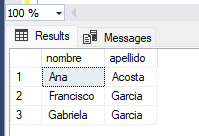 100 %
Results Messages
nombre apellido
1 Ana Acosta
2 Francisco Garcia
3 Gabriela Garcia